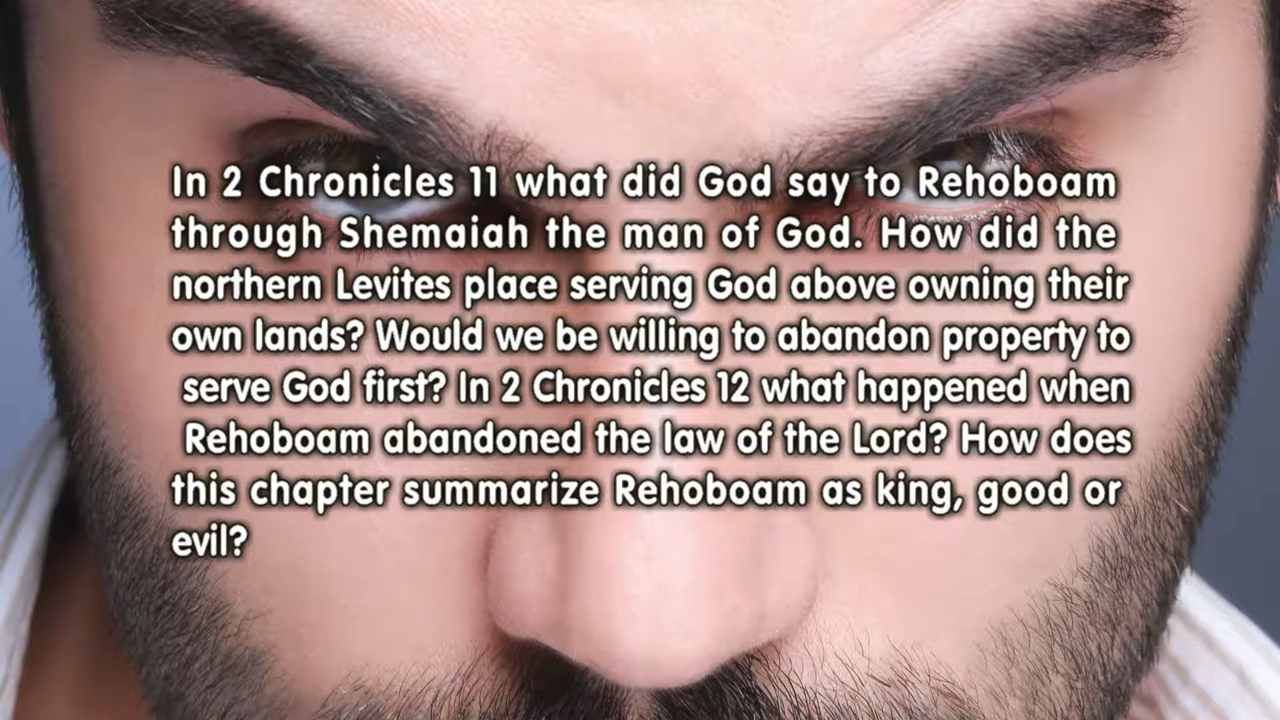 In 2 Chronicles 11 what did God say to Rehoboam
through Shemaiah the man of God. How did the
northern Levites place serving God above owning their
own lands? Would we be willing to abandon property to
serve God first? In 2 Chronicles 12 what happened when
Rehoboam abandoned the law of the Lord? How does
this chapter summarize Rehoboam as king, good or
evil?